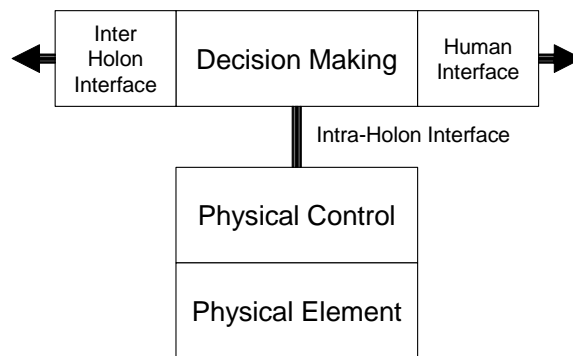 Inter
Holon
Interface
Decision Making
Human
Interface
Intra-Holon Interface
Physical Control
Physical Element